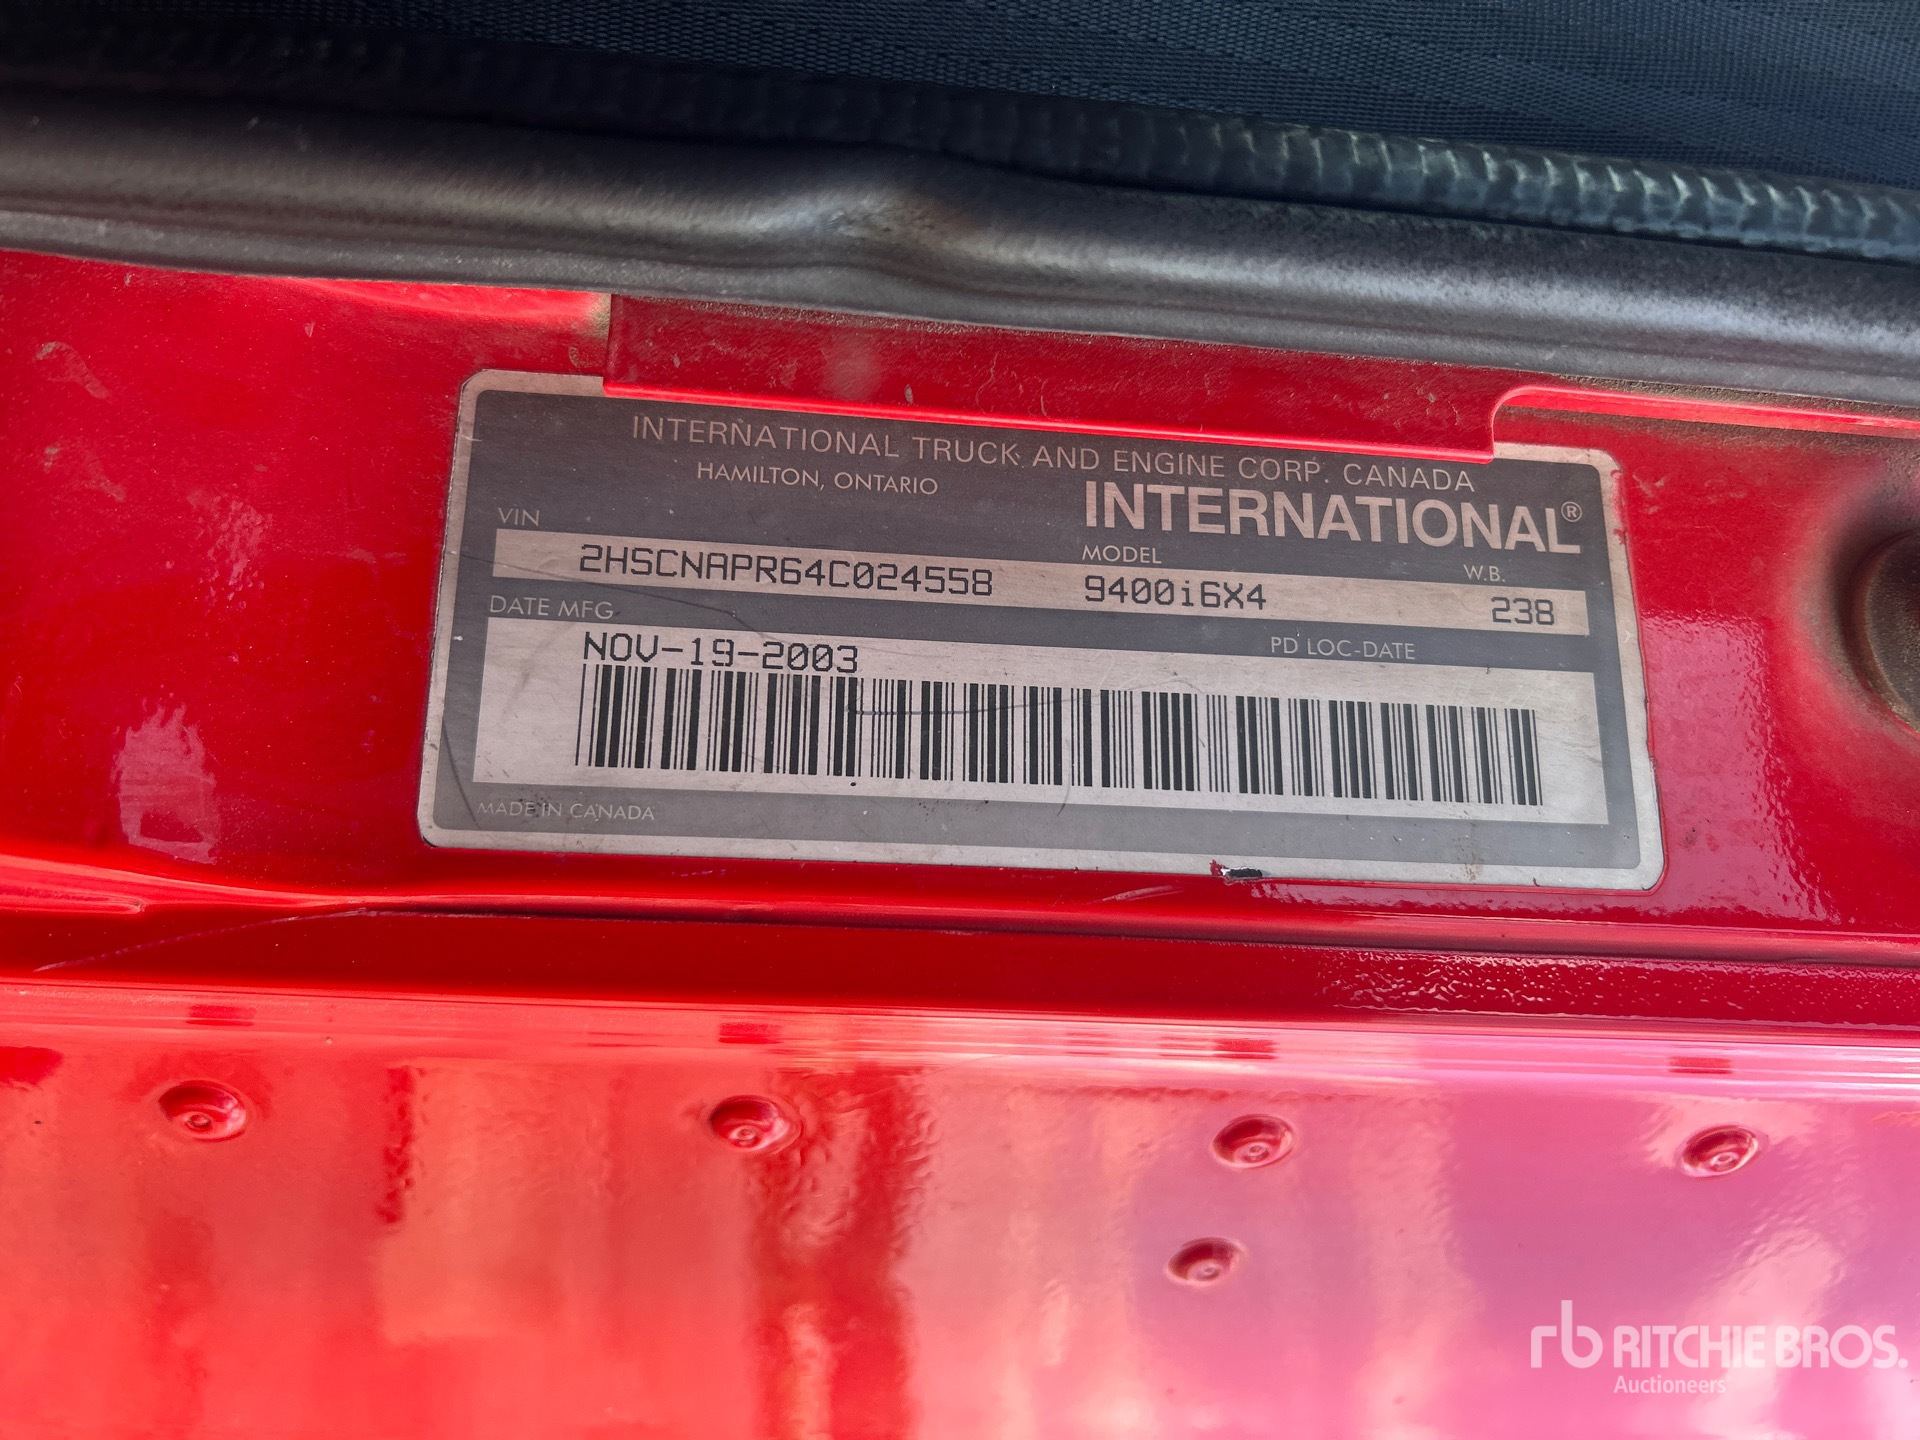 INTERNATIONAL TRUCK AND ENGINE CORP. CANADA
HAMILTON, ONTARIO
INTERNATIONAL®
VIN
MODEL
W.B.
2HSCNAPR64C024558
9400i6X4
238
DATE MFG
PD LOC-DATE
NOV-19-2003
MADE IN CANADA
rb RITCHIE BROS.
Auctioneers